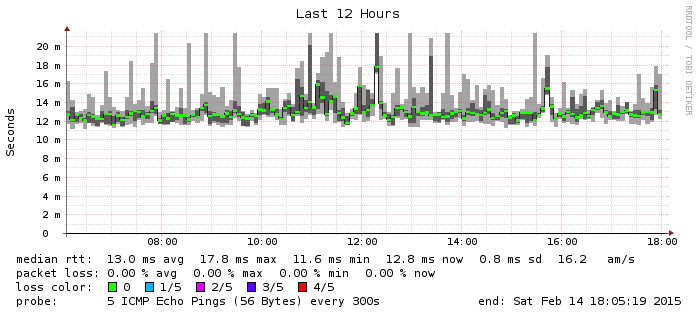 Last 12 Hours
RRDTOOL / TOBI OETIKER
Seconds
20 m
18 m
16 m
14 m
12 m
10 m
8 m
6 m
4 m
2 m
0
08:00 10:00 12:00 14:00 16:00 18:00
median rtt: 13.0 ms avg 17.8 ms max 11.6 ms min 12.8 ms now 0.8 ms sd 16.2 am/s
packet loss: 0.00 % avg 0.00 % max 0.00 % min 0.00 % now
loss color: 0 1/5 2/5 3/5 4/5
probe: 5 ICMP Echo Pings (56 Bytes) every 300s end: Sat Feb 14 18:05:19 2015